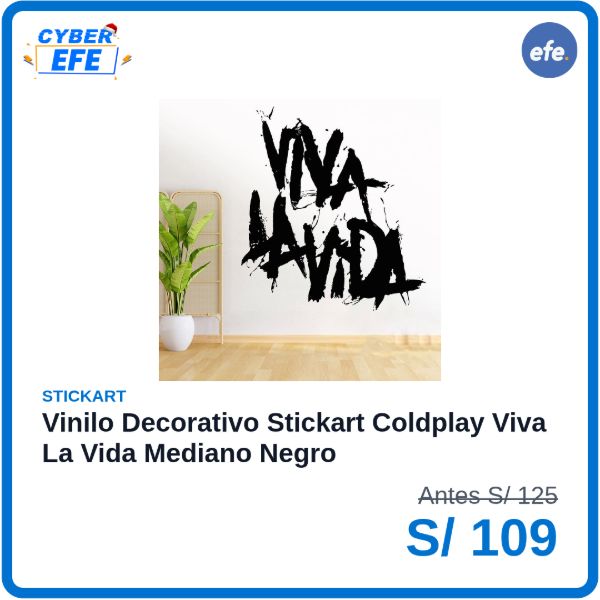 CYBER
EFE
efe.
VIVA
LA VIDA
STICKART
Vinilo Decorativo Stickart Coldplay Viva
La Vida Mediano Negro
Antes S/ 125
S/ 109